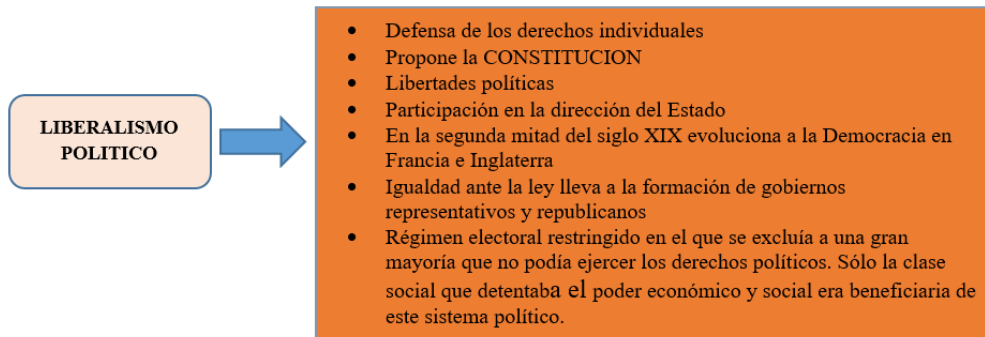 LIBERALISMO
POLITICO
• Defensa de los derechos individuales
• Propone la CONSTITUCION
• Libertades políticas
• Participación en la dirección del Estado
• En la segunda mitad del siglo XIX evoluciona a la Democracia en
Francia e Inglaterra
• Igualdad ante la ley lleva a la formación de gobiernos
representativos y republicanos
• Régimen electoral restringido en el que se excluía a una gran
mayoría que no podía ejercer los derechos políticos. Sólo la clase
social que detentaba el poder económico y social era beneficiaria de
este sistema político.